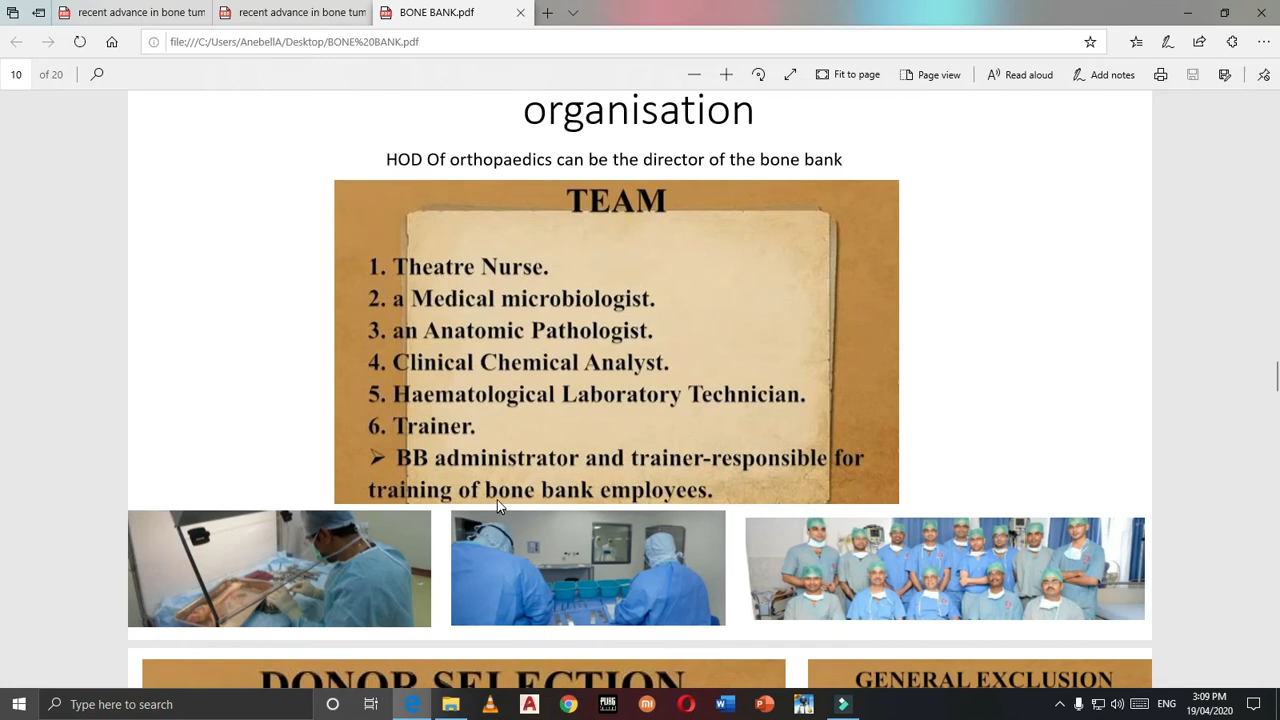 recent advance in bone tum
recent advance in bone tum
BONE BANK.pdf
file:///C:/Users/AnebellA/Desktop/BONE%20BANK.pdf
10 of 20
Fit to page
Page view
Read aloud
Add notes
organisation
HOD Of orthopaedics can be the director of the bone bank
TEAM
1. Theatre Nurse.
2. a Medical microbiologist.
3. an Anatomic Pathologist.
4. Clinical Chemical Analyst.
5. Haematological Laboratory Technician.
6. Trainer.
➢ BB administrator and trainer-responsible for
training of bone bank employees.
DONOR SELECTION
GENERAL EXCLUSION
Type here to search
ENG
3:09 PM
19/04/2020